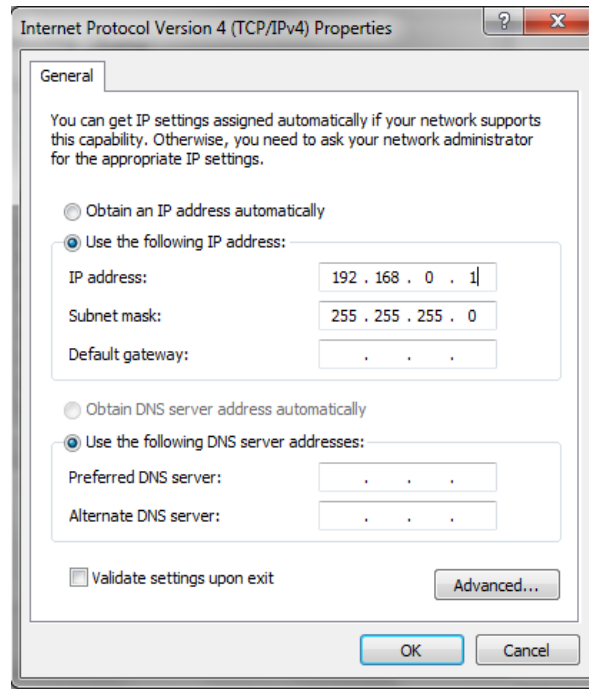 Internet Protocol Version 4 (TCP/IPv4) Properties
?
X
General
You can get IP settings assigned automatically if your network supports
this capability. Otherwise, you need to ask your network administrator
for the appropriate IP settings.
Obtain an IP address automatically
Use the following IP address:
IP address: 192 . 168 . 0 . 1
Subnet mask: 255 . 255 . 255 . 0
Default gateway: . . .
Obtain DNS server address automatically
Use the following DNS server addresses:
Preferred DNS server: . . .
Alternate DNS server: . . .
Validate settings upon exit
Advanced...
OK Cancel